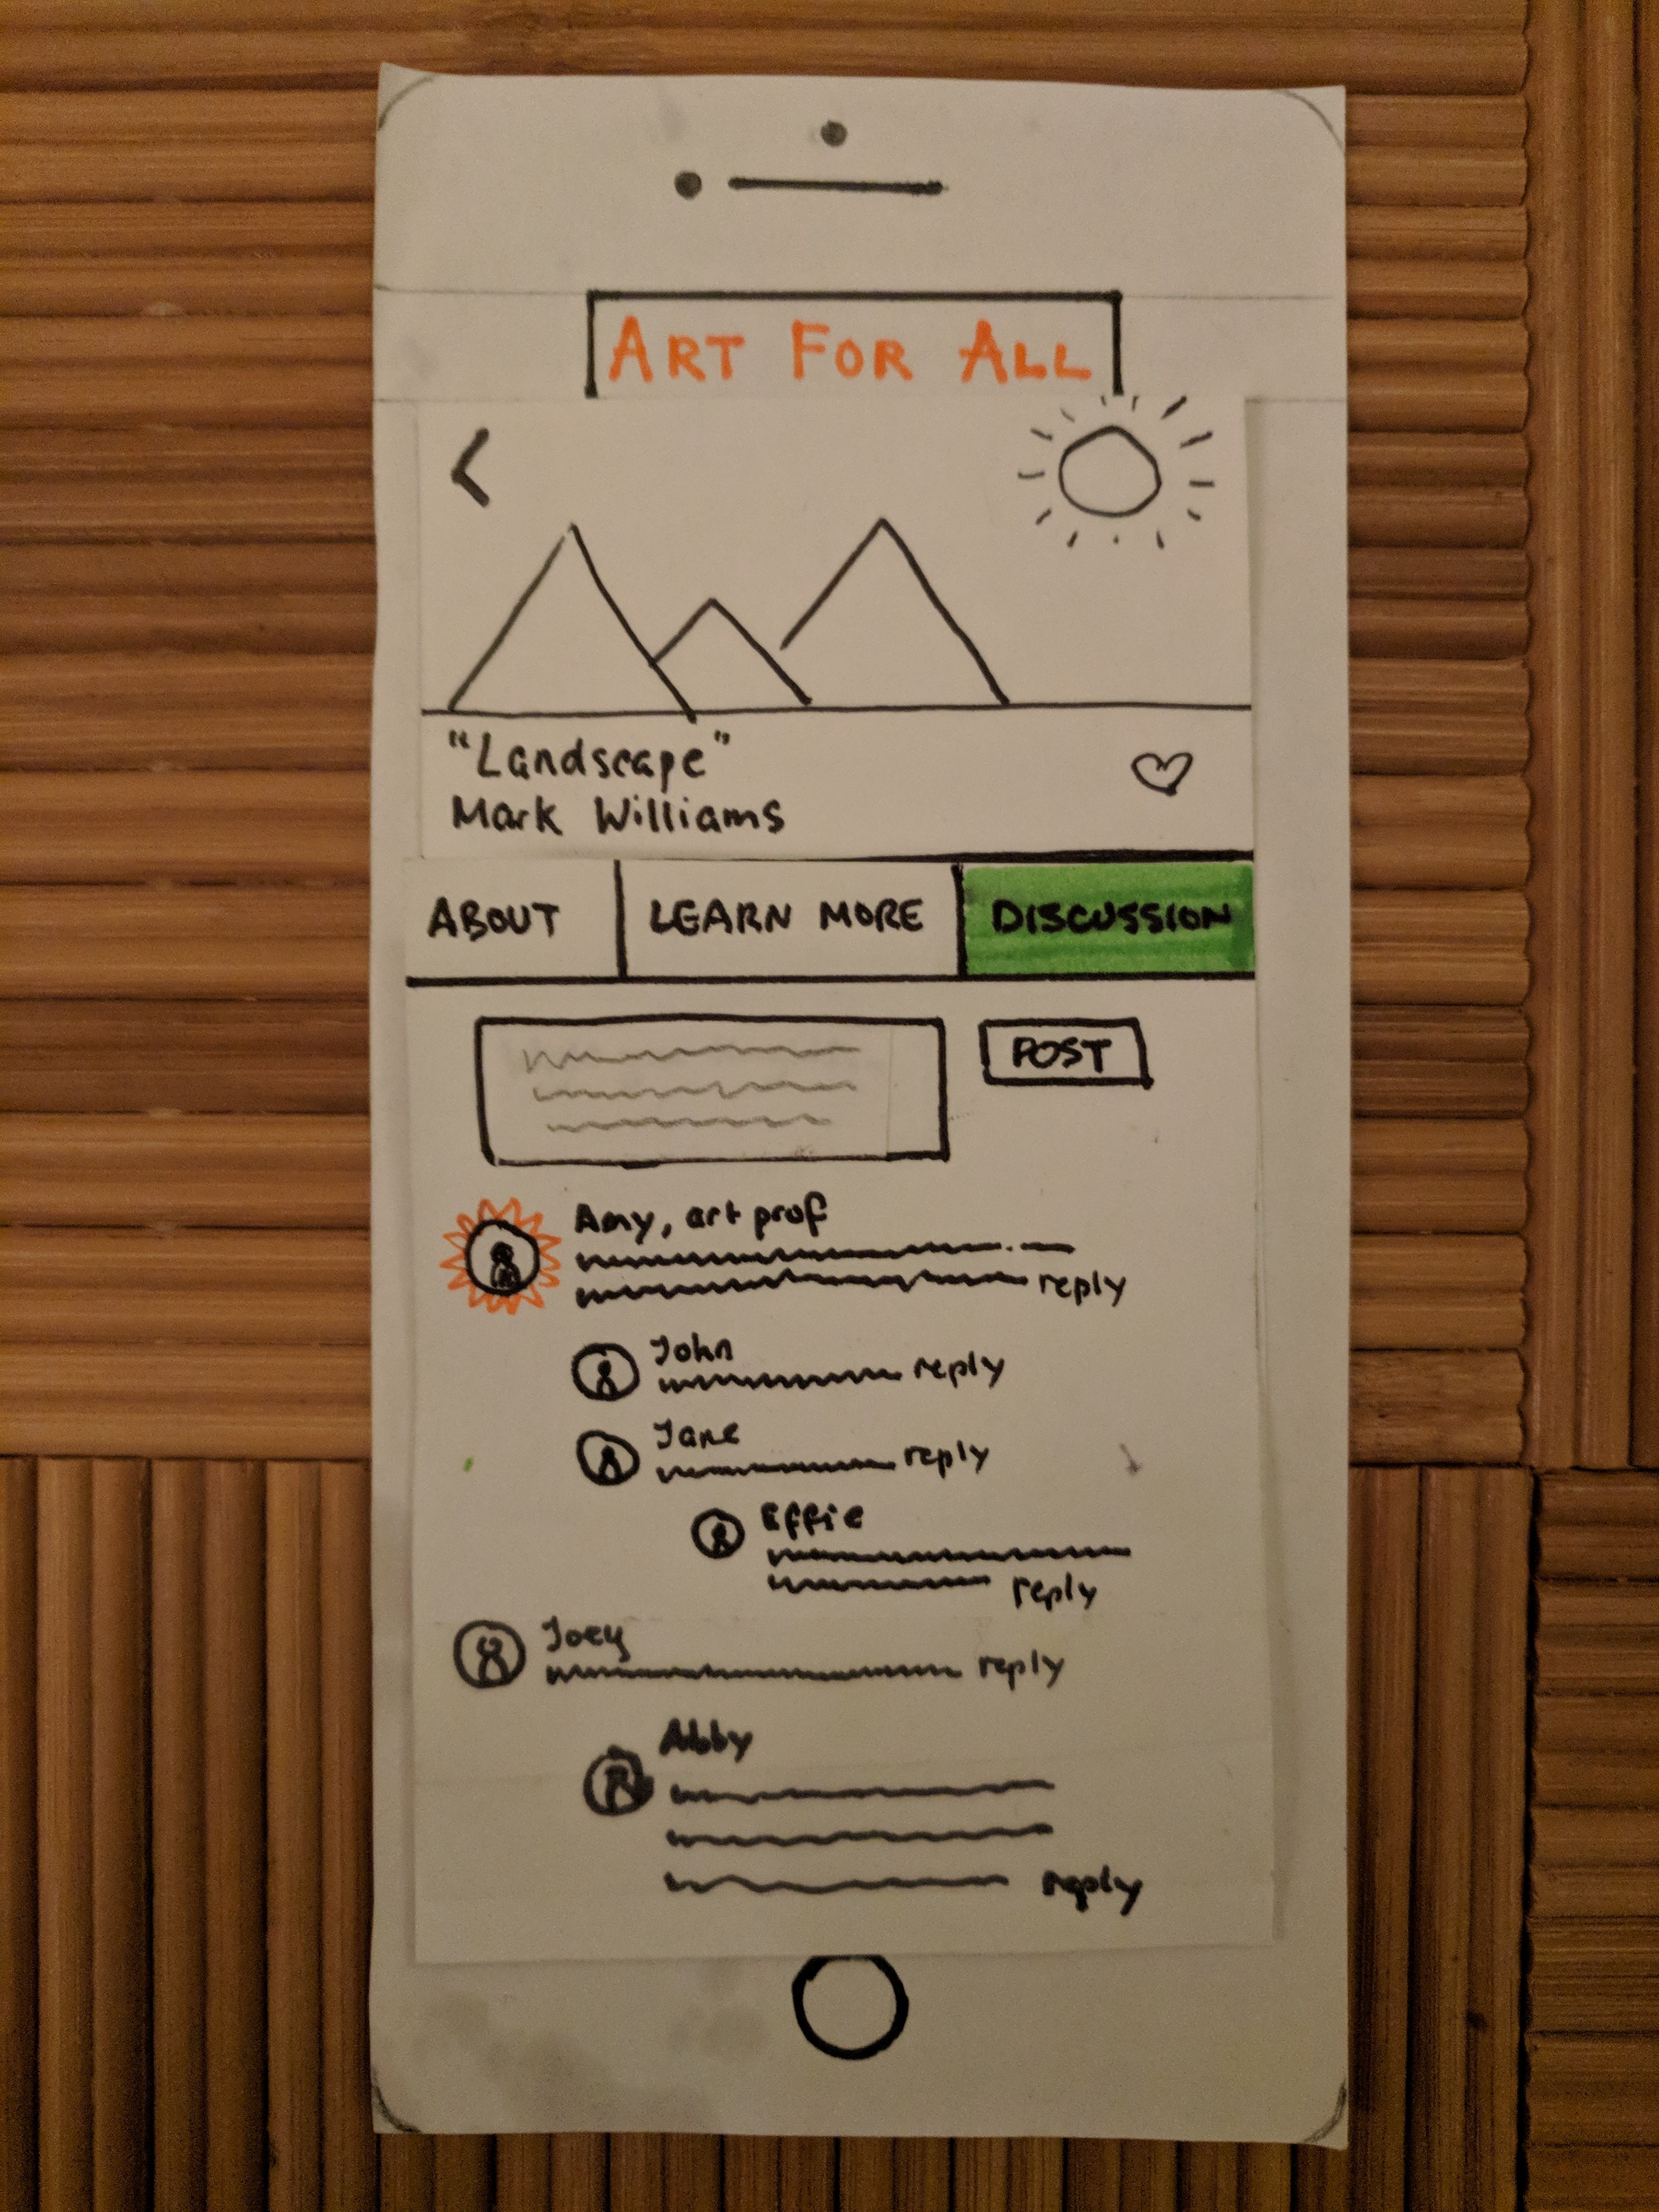 ART FOR ALL
"Landscape"
Mark Williams
ABOUT
LEARN MORE
DISCUSSION
POST
Amy, art prof
reply
John
reply
Jane
reply
Effie
reply
Joey
reply
Abby
reply